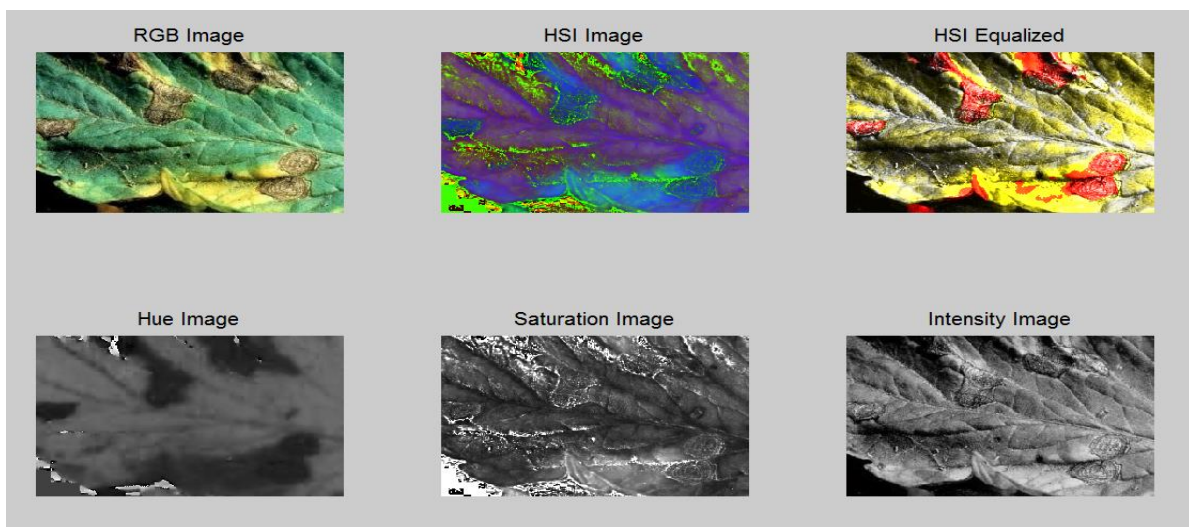 RGB Image
HSI Image
HSI Equalized
Hue Image
Saturation Image
Intensity Image